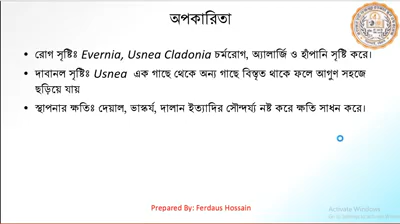 অপকারিতা
• রোগ সৃষ্টিঃ Evernia, Usnea Cladonia চর্মরোগ, অ্যালার্জি ও হাঁপানি সৃষ্টি করে।
• দাবানল সৃষ্টিঃ Usnea এক গাছে থেকে অন্য গাছে বিস্তৃত থাকে ফলে আগুণ সহজে
ছড়িয়ে যায়
• স্থাপনার ক্ষতিঃ দেয়াল, ভাস্কর্য, দালান ইত্যাদির সৌন্দর্য্য নষ্ট করে ক্ষতি সাধন করে।
Prepared By: Ferdaus Hossain
Activate Windows